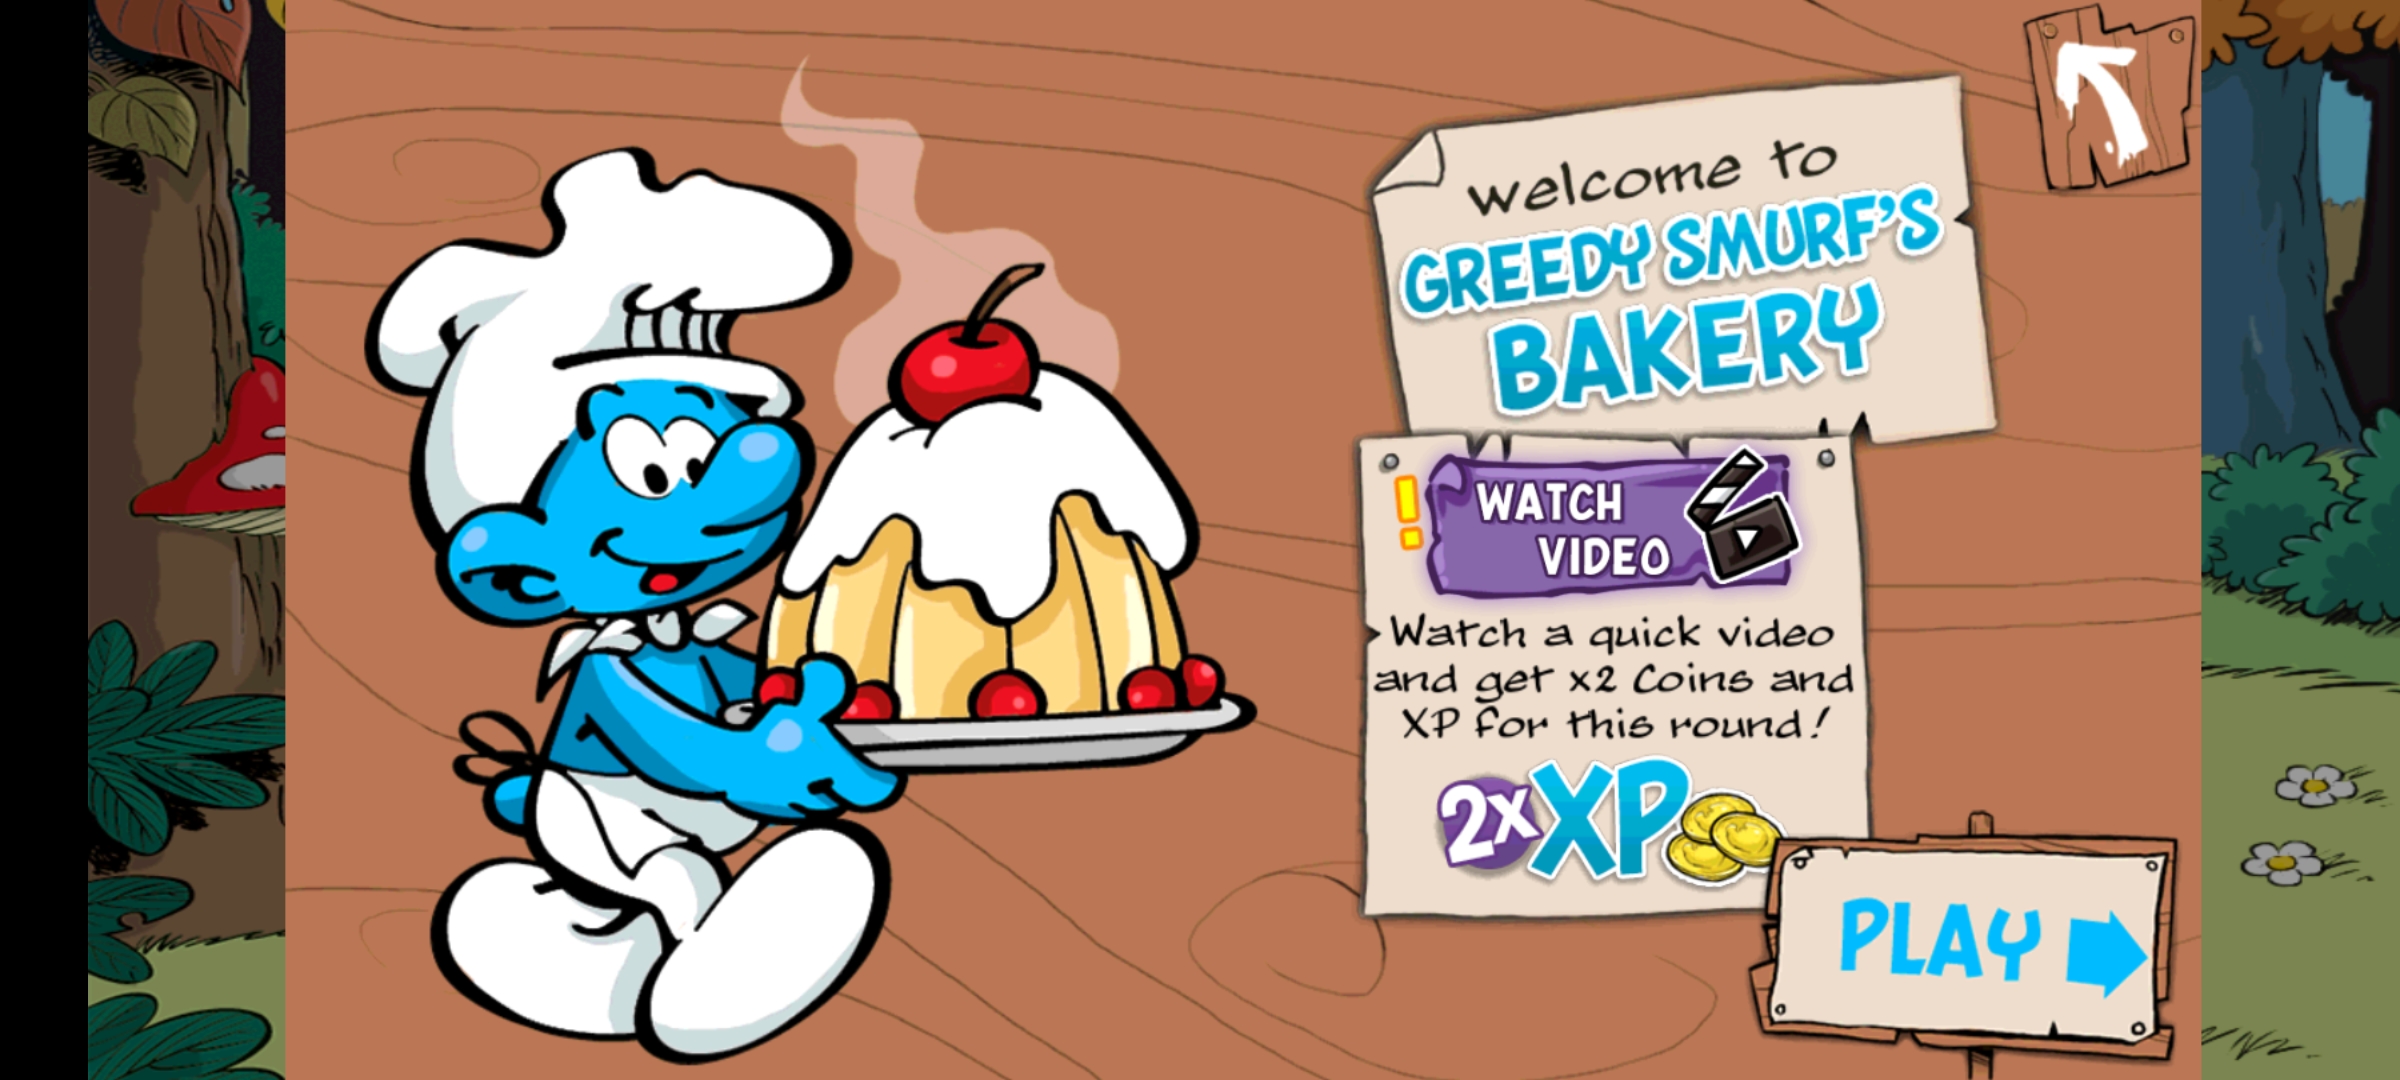 welcome to
GREEDY SMURF'S
BAKERY
! WATCH
VIDEO
Watch a quick video
and get x2 Coins and
XP for this round!
2x XP
PLAY